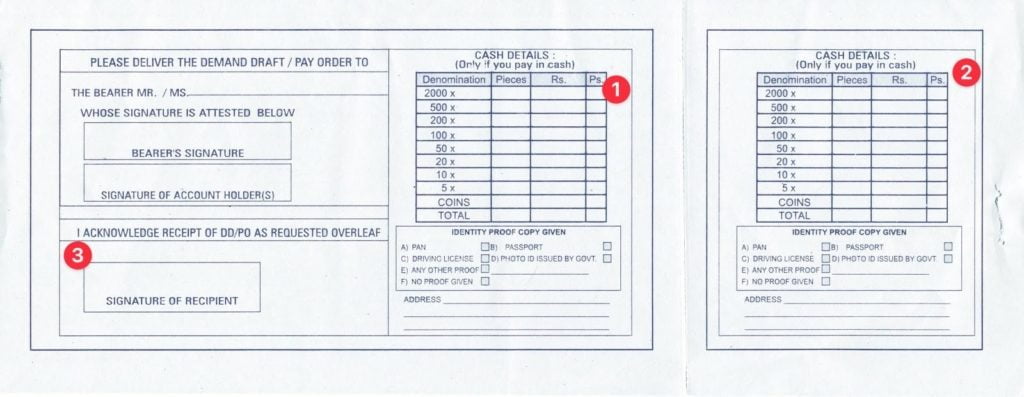 PLEASE DELIVER THE DEMAND DRAFT / PAY ORDER TO
THE BEARER MR. / MS.
WHOSE SIGNATURE IS ATTESTED BELOW
BEARER'S SIGNATURE
SIGNATURE OF ACCOUNT HOLDER(S)
I ACKNOWLEDGE RECEIPT OF DD/PO AS REQUESTED OVERLEAF
3
SIGNATURE OF RECIPIENT
CASH DETAILS :
(Only if you pay in cash)
Denomination Pieces Rs. Ps.
1
2000 x
500 x
200 x
100 x
50 x
20 x
10 x
5 x
COINS
TOTAL
IDENTITY PROOF COPY GIVEN
A) PAN B) PASSPORT
C) DRIVING LICENSE D) PHOTO ID ISSUED BY GOVT.
E) ANY OTHER PROOF
F) NO PROOF GIVEN
ADDRESS
CASH DETAILS :
(Only if you pay in cash)
2
Denomination Pieces Rs. Ps.
2000 x
500 x
200 x
100 x
50 x
20 x
10 x
5 x
COINS
TOTAL
IDENTITY PROOF COPY GIVEN
A) PAN B) PASSPORT
C) DRIVING LICENSE D) PHOTO ID ISSUED BY GOVT.
E) ANY OTHER PROOF
F) NO PROOF GIVEN
ADDRESS